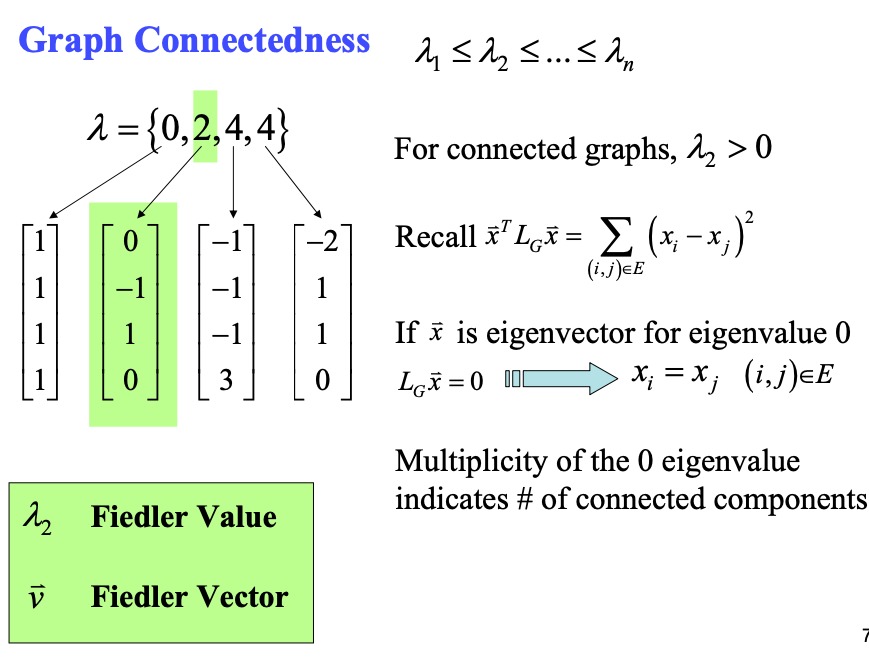 Graph Connectedness
λ₁ ≤ λ₂ ≤ ... ≤ λₙ
λ = {0, 2, 4, 4}
[1 1 1 1] [0 −1 1 0] [−1 −1 −1 3] [−2 1 1 0]
For connected graphs, λ₂ > 0
Recall x⃗ᵀ L_G x⃗ = ∑_{(i,j)∈E} (xᵢ − xⱼ)²
If x⃗ is eigenvector for eigenvalue 0
L_G x⃗ = 0 xᵢ = xⱼ (i,j)∈E
Multiplicity of the 0 eigenvalue
indicates # of connected components
λ₂ Fiedler Value
v⃗ Fiedler Vector
7